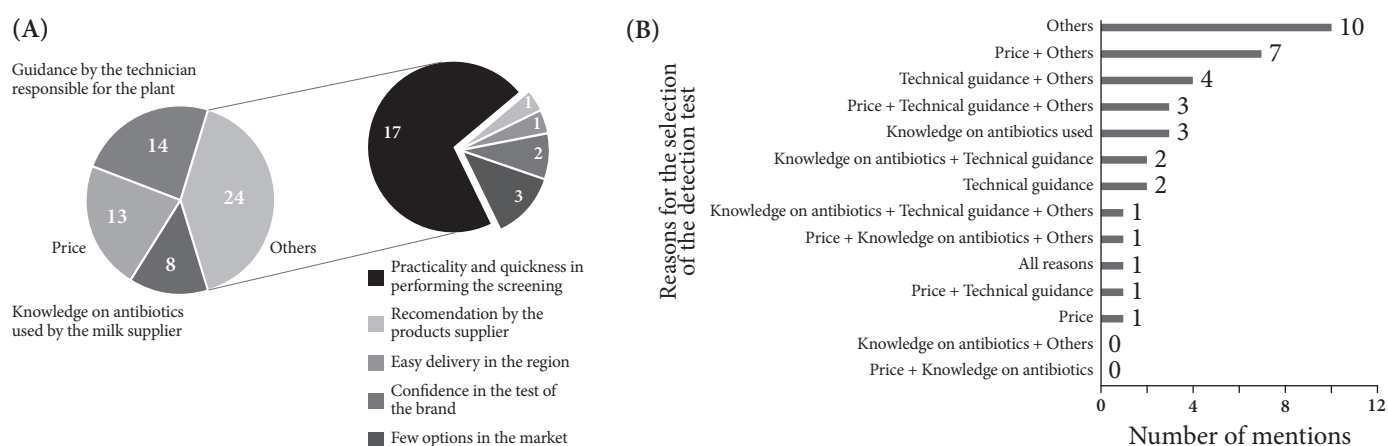 (A)
Guidance by the technician
responsible for the plant
14
13
24
8
Price
Others
Knowledge on antibiotics
used by the milk supplier
17
1
1
2
3
Practicality and quickness in
performing the screening
Recomendation by the
products supplier
Easy delivery in the region
Confidence in the test of
the brand
Few options in the market
(B)
Reasons for the selection
of the detection test
Others 10
Price + Others 7
Technical guidance + Others 4
Price + Technical guidance + Others 3
Knowledge on antibiotics used 3
Knowledge on antibiotics + Technical guidance 2
Technical guidance 2
Knowledge on antibiotics + Technical guidance + Others 1
Price + Knowledge on antibiotics + Others 1
All reasons 1
Price + Technical guidance 1
Price 1
Knowledge on antibiotics + Others 0
Price + Knowledge on antibiotics 0
0 4 8 12
Number of mentions